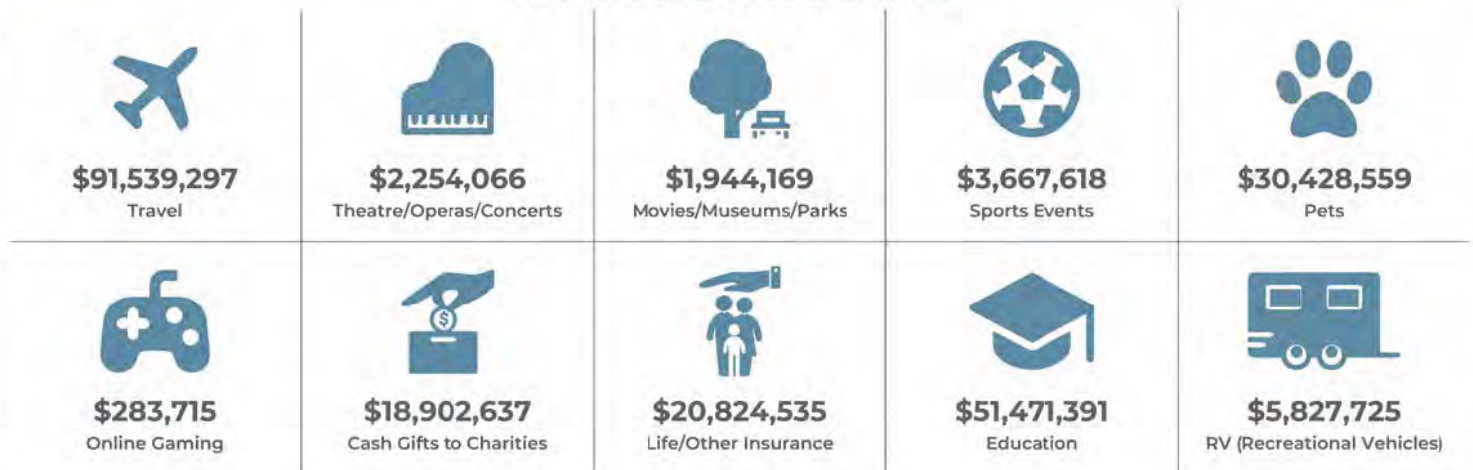 $91,539,297
Travel
$2,254,066
Theatre/Operas/Concerts
$1,944,169
Movies/Museums/Parks
$3,667,618
Sports Events
$30,428,559
Pets
$283,715
Online Gaming
$
$18,902,637
Cash Gifts to Charities
$20,824,535
Life/Other Insurance
$51,471,391
Education
$5,827,725
RV (Recreational Vehicles)